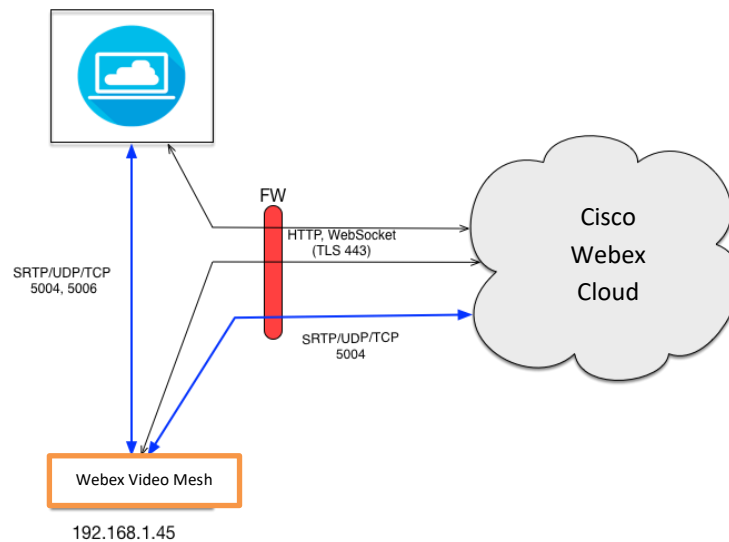 FW
HTTP, WebSocket
(TLS 443)
Cisco
Webex
Cloud
SRTP/UDP/TCP
5004, 5006
SRTP/UDP/TCP
5004
Webex Video Mesh
192.168.1.45